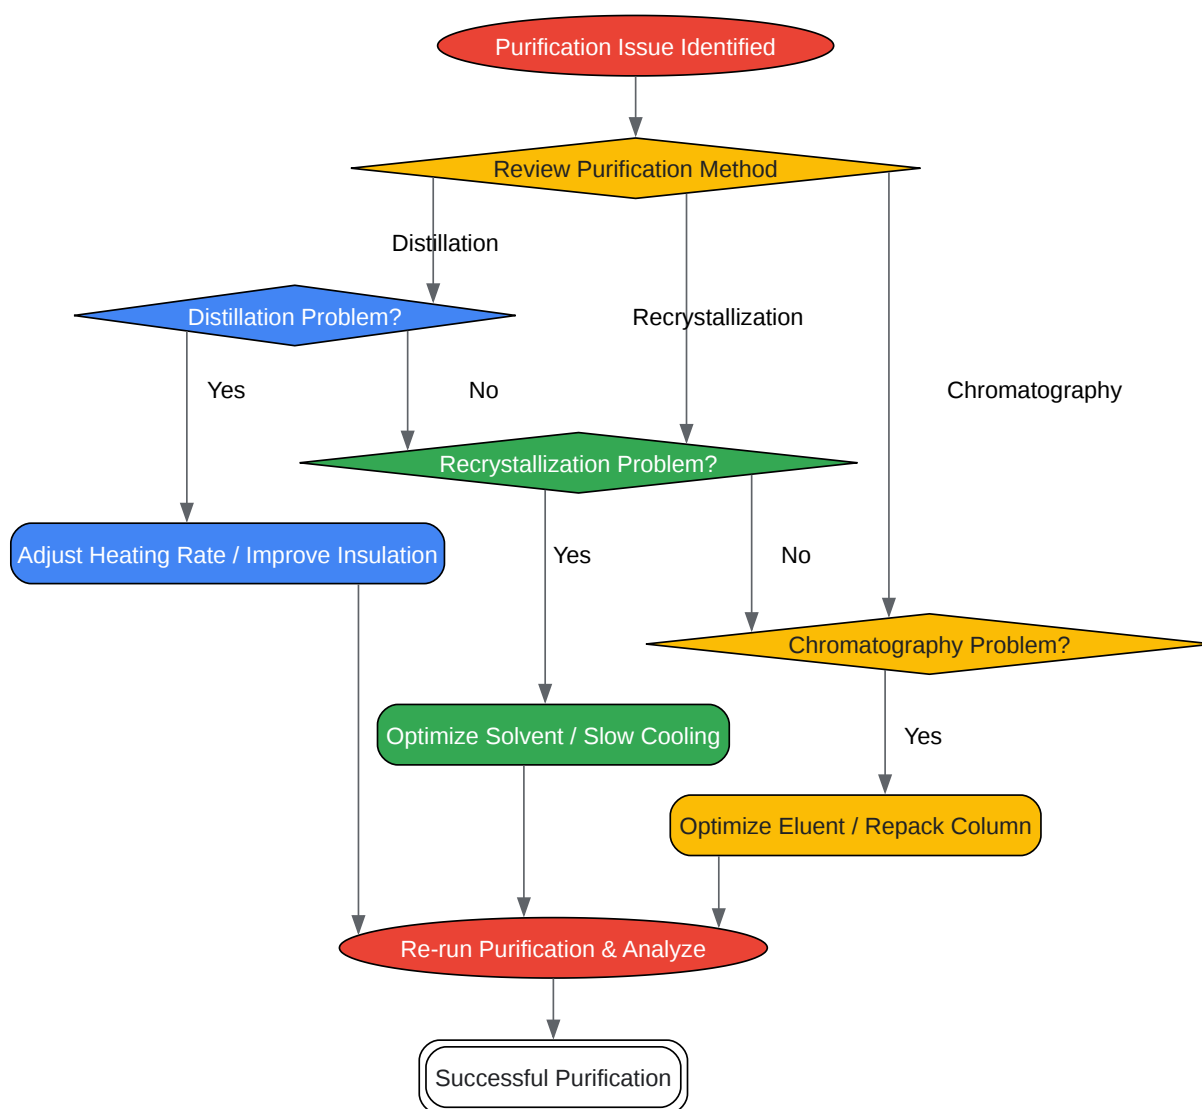 Purification Issue Identified
Review Purification Method
Distillation
Distillation Problem?
Recrystallization
Yes
No
Chromatography
Recrystallization Problem?
Adjust Heating Rate / Improve Insulation
Yes
No
Chromatography Problem?
Optimize Solvent / Slow Cooling
Yes
Optimize Eluent / Repack Column
Re-run Purification & Analyze
Successful Purification